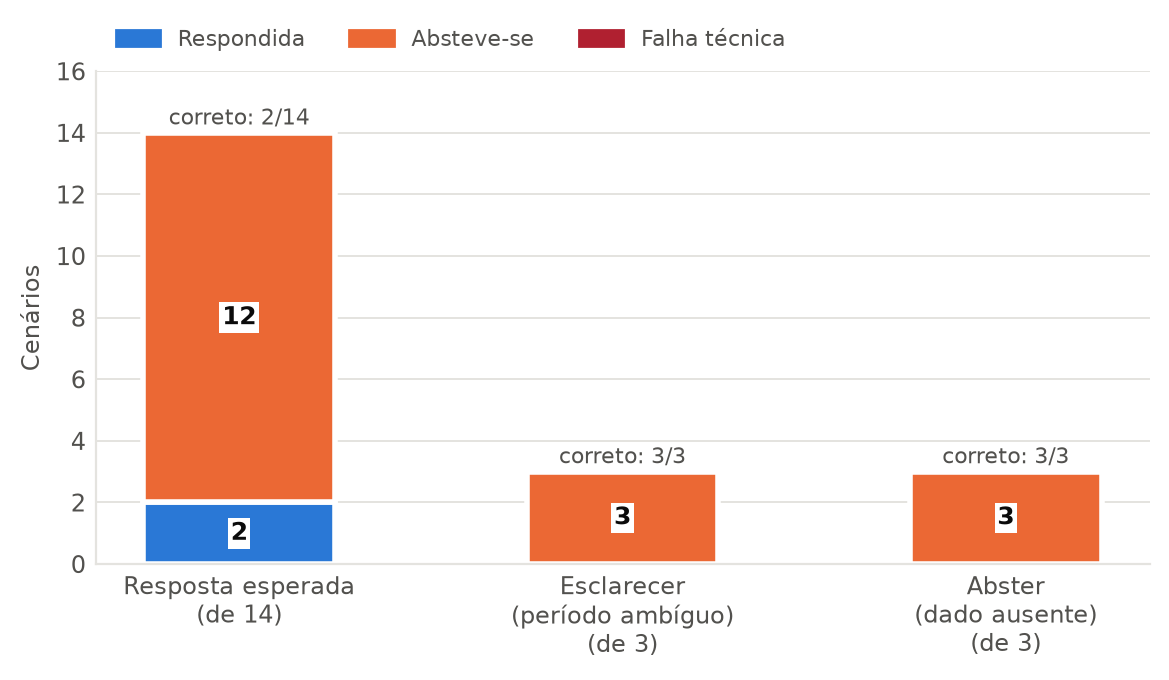 Respondida Absteve-se Falha técnica
16
14
12
10
8
6
4
2
0
Cenários
correto: 2/14
12
2
correto: 3/3
3
correto: 3/3
3
Resposta esperada
(de 14)
Esclarecer
(período ambíguo)
(de 3)
Abster
(dado ausente)
(de 3)